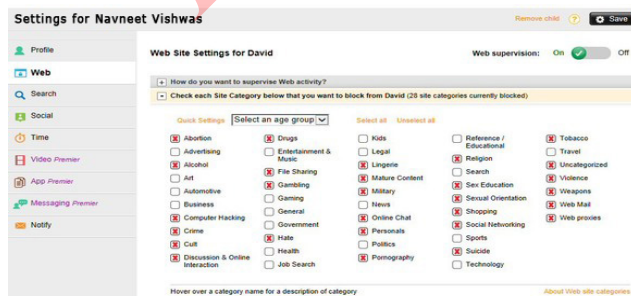 Settings for Navneet Vishwas
Remove child
?
Save
Profile
Web
Search
Social
Time
Video Premier
App Premier
Messaging Premier
Notify
Web Site Settings for David
Web supervision: On Off
How do you want to supervise Web activity?
Check each Site Category below that you want to block from David (28 site categories currently blocked)
Quick Settings Select an age group Select all Unselect all
Abortion
Advertising
Alcohol
Art
Automotive
Business
Computer Hacking
Crime
Cult
Discussion & Online
Interaction
Drugs
Entertainment &
Music
File Sharing
Gambling
Gaming
General
Government
Hate
Health
Job Search
Kids
Legal
Lingerie
Mature Content
Military
News
Online Chat
Personals
Politics
Pornography
Reference /
Educational
Religion
Search
Sex Education
Sexual Orientation
Shopping
Social Networking
Sports
Suicide
Technology
Tobacco
Travel
Uncategorized
Violence
Weapons
Web Mail
Web proxies
Hover over a category name for a description of category
About Web site categories